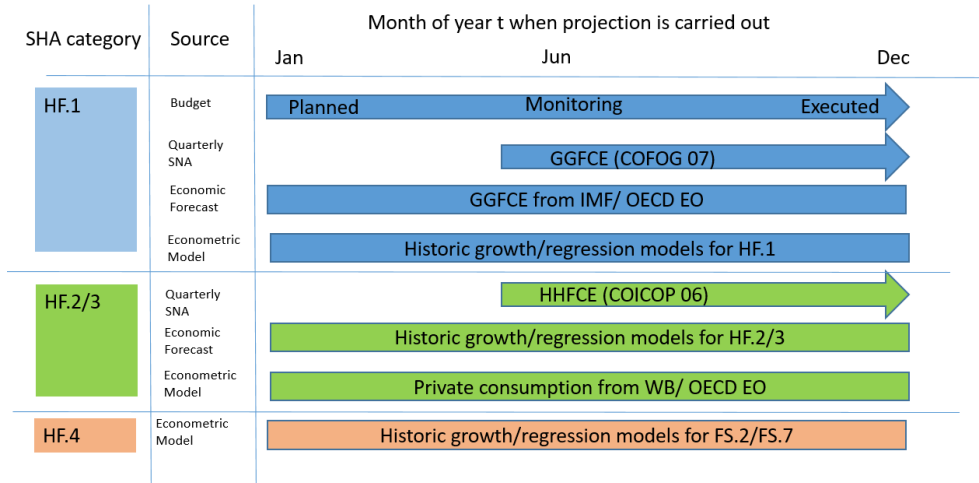 Month of year t when projection is carried out
SHA category
Source
Jan
Jun
Dec
HF.1
Budget
Planned
Monitoring
Executed
Quarterly
SNA
GGFCE (COFOG 07)
Economic
Forecast
GGFCE from IMF/ OECD EO
Econometric
Model
Historic growth/regression models for HF.1
HF.2/3
Quarterly
SNA
HHFCE (COICOP 06)
Economic
Forecast
Historic growth/regression models for HF.2/3
Econometric
Model
Private consumption from WB/ OECD EO
HF.4
Econometric
Model
Historic growth/regression models for FS.2/FS.7